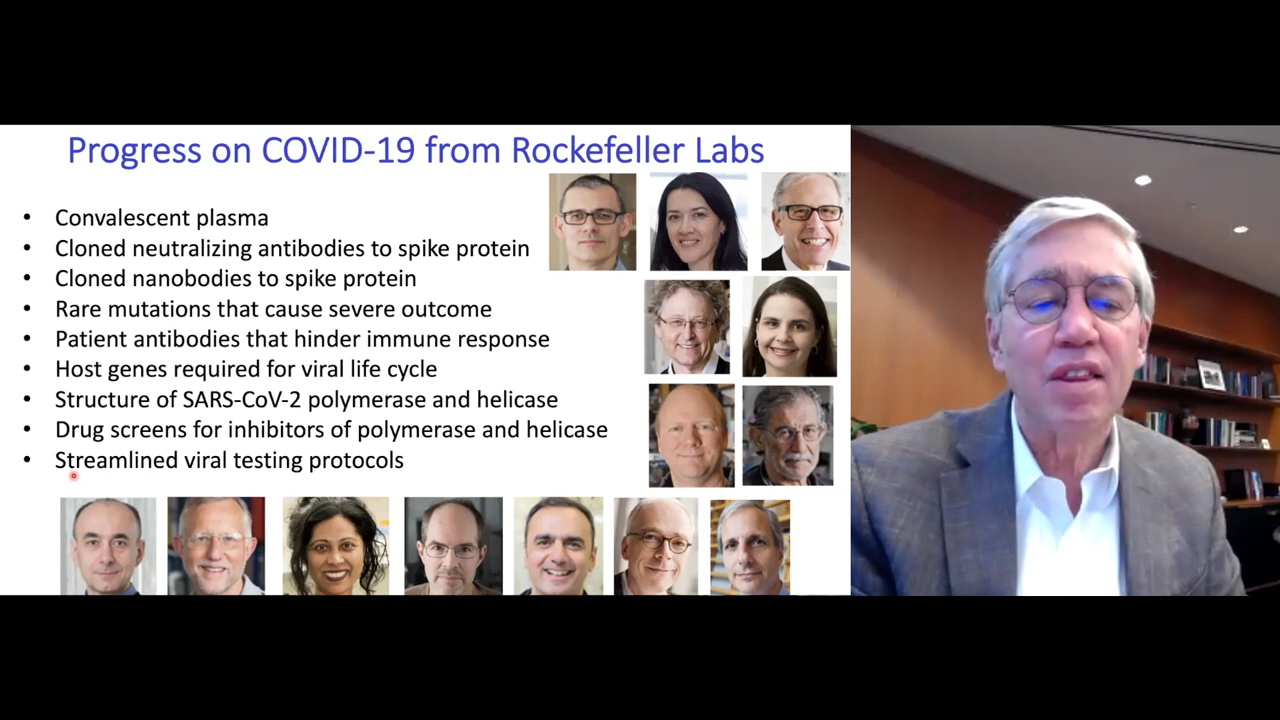 Progress on COVID-19 from Rockefeller Labs
• Convalescent plasma
• Cloned neutralizing antibodies to spike protein
• Cloned nanobodies to spike protein
• Rare mutations that cause severe outcome
• Patient antibodies that hinder immune response
• Host genes required for viral life cycle
• Structure of SARS-CoV-2 polymerase and helicase
• Drug screens for inhibitors of polymerase and helicase
• Streamlined viral testing protocols